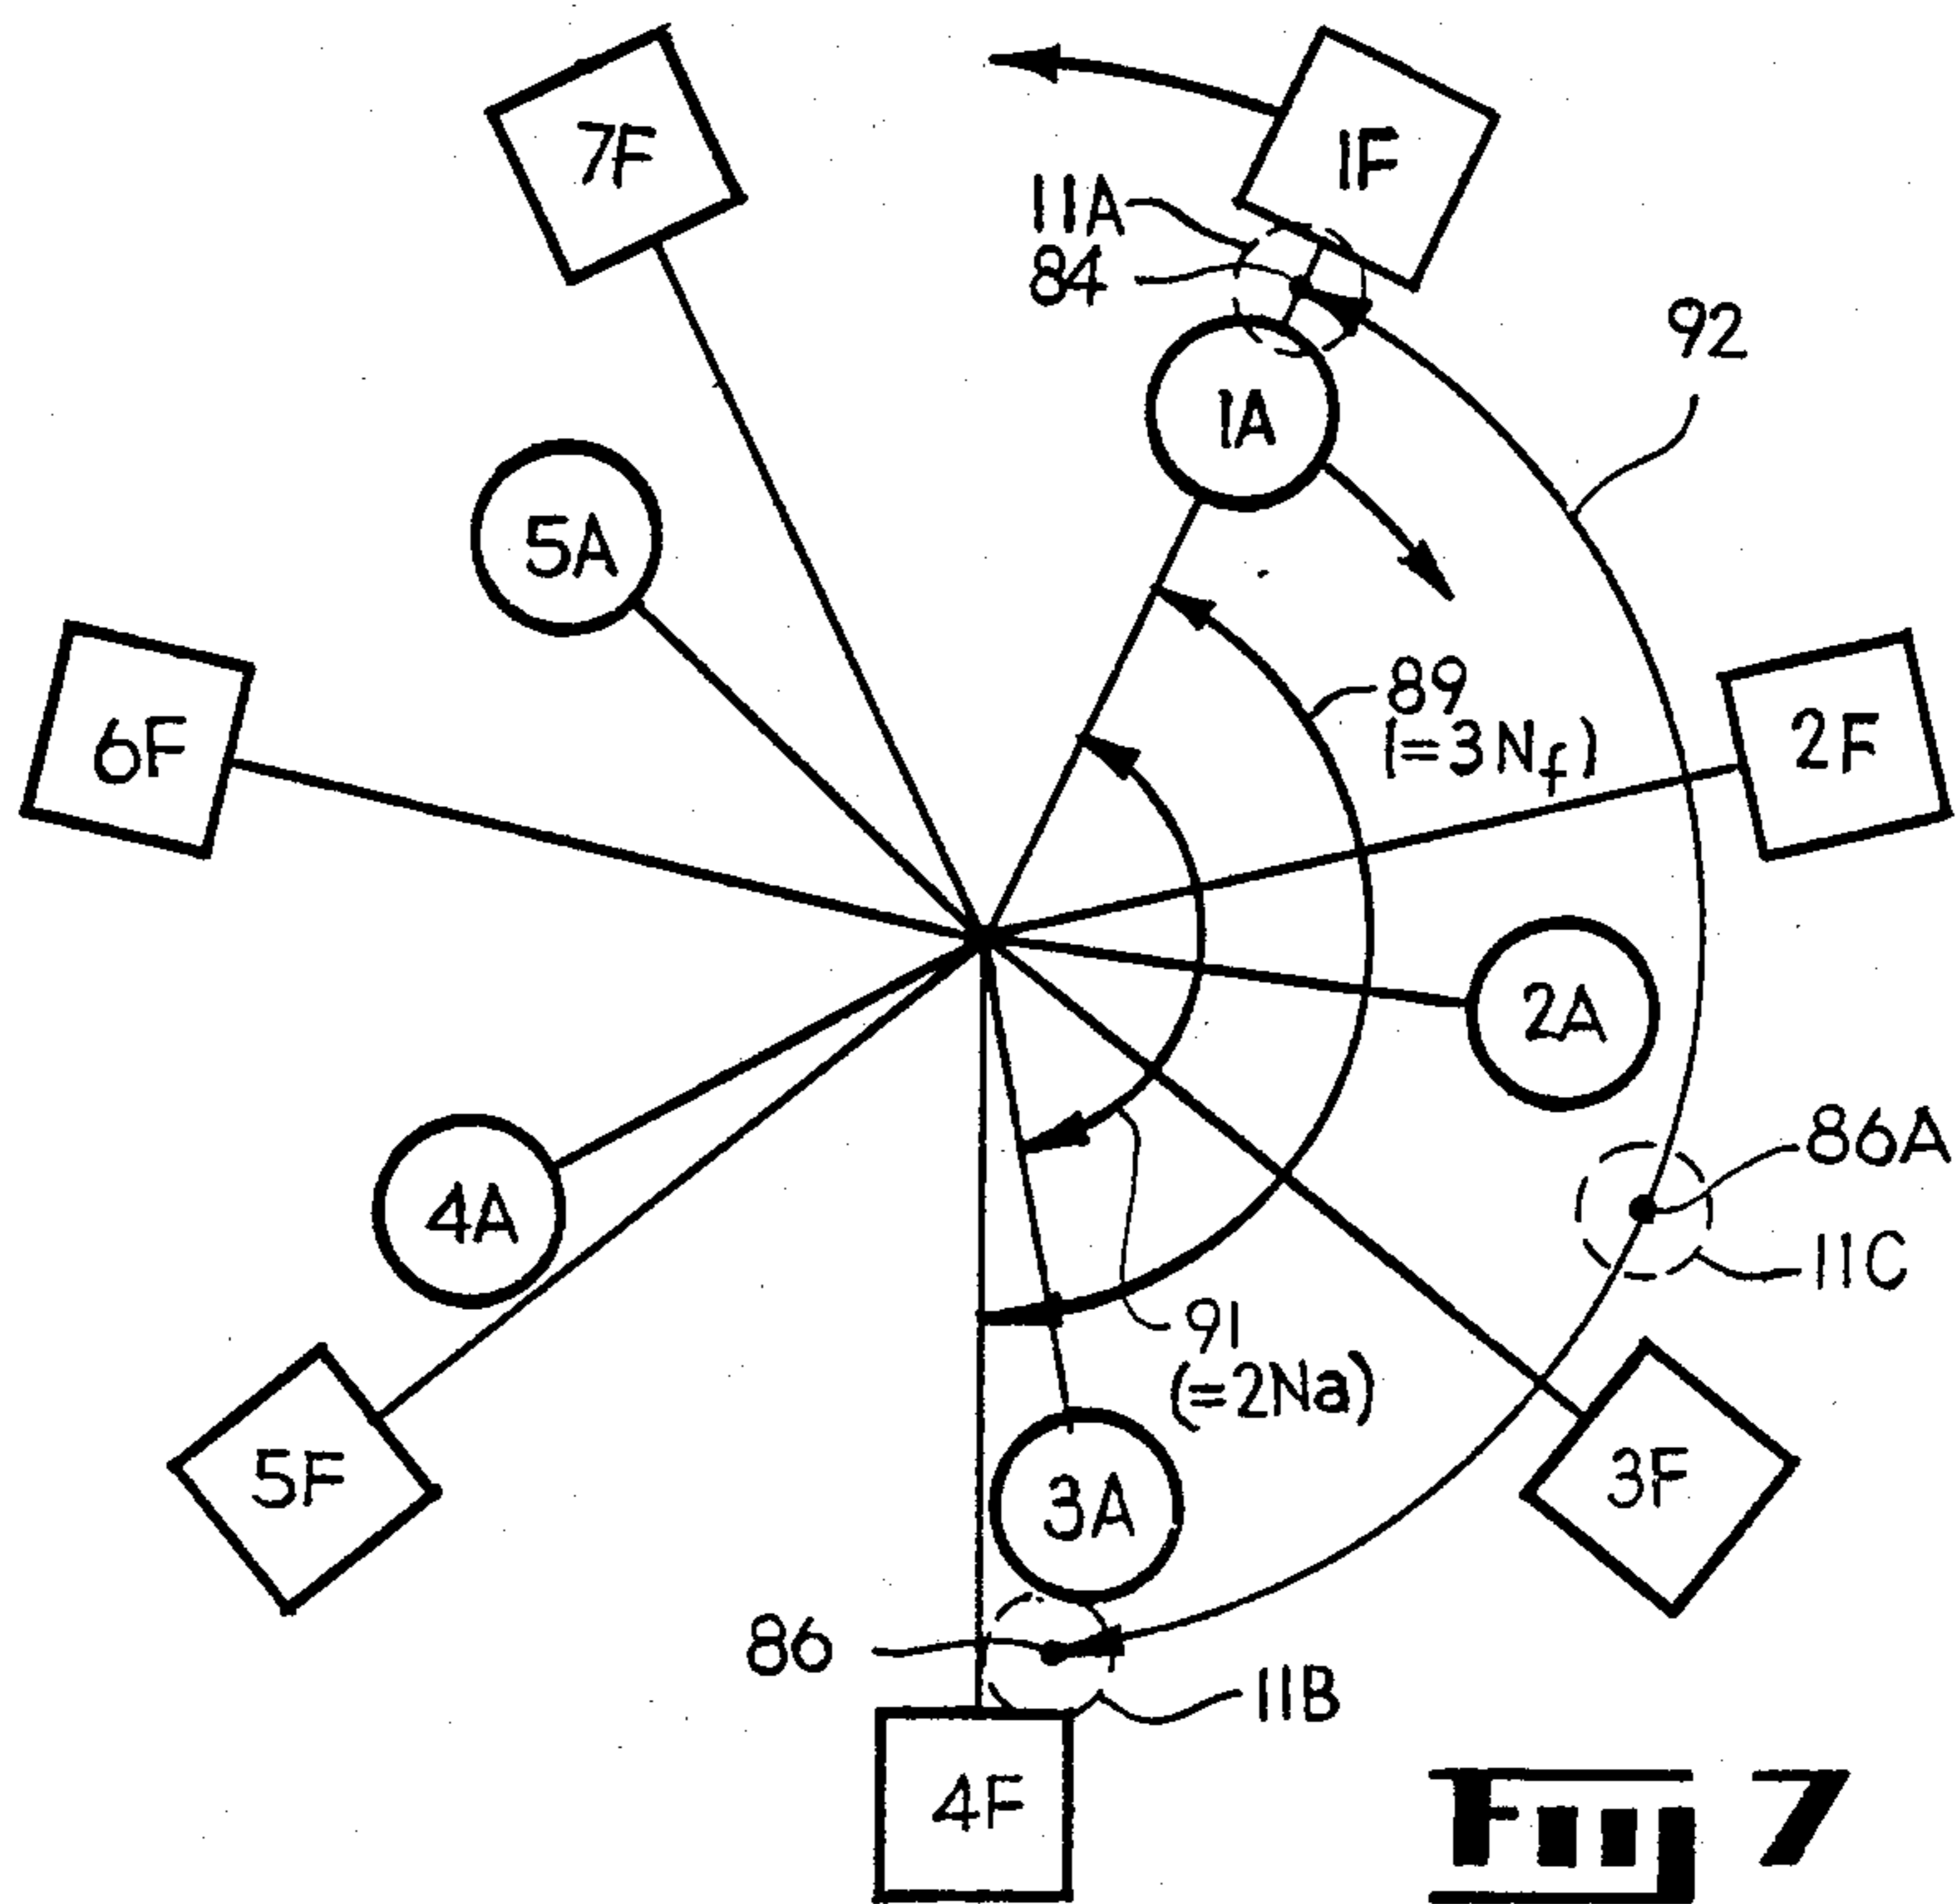 7F
1F
11A
84
92
1A
5A
89
(=3Nf)
2F
6F
2A
86A
4A
11C
91
(=2Na)
5F
3F
3A
86
11B
4F
Fig 7